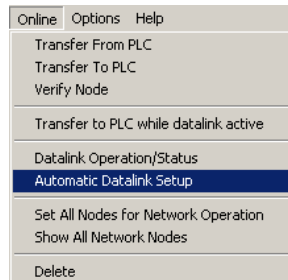 Online Options Help
Transfer From PLC
Transfer To PLC
Verify Node
Transfer to PLC while datalink active
Datalink Operation/Status
Automatic Datalink Setup
Set All Nodes for Network Operation
Show All Network Nodes
Delete